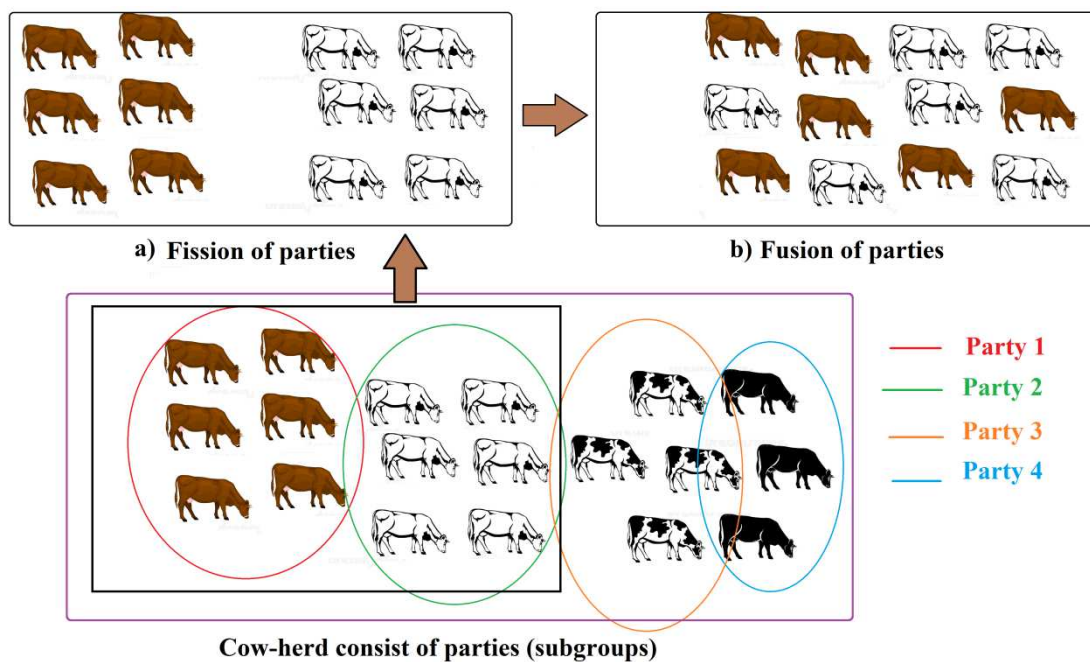 a) Fission of parties
b) Fusion of parties
Party 1
Party 2
Party 3
Party 4
Cow-herd consist of parties (subgroups)